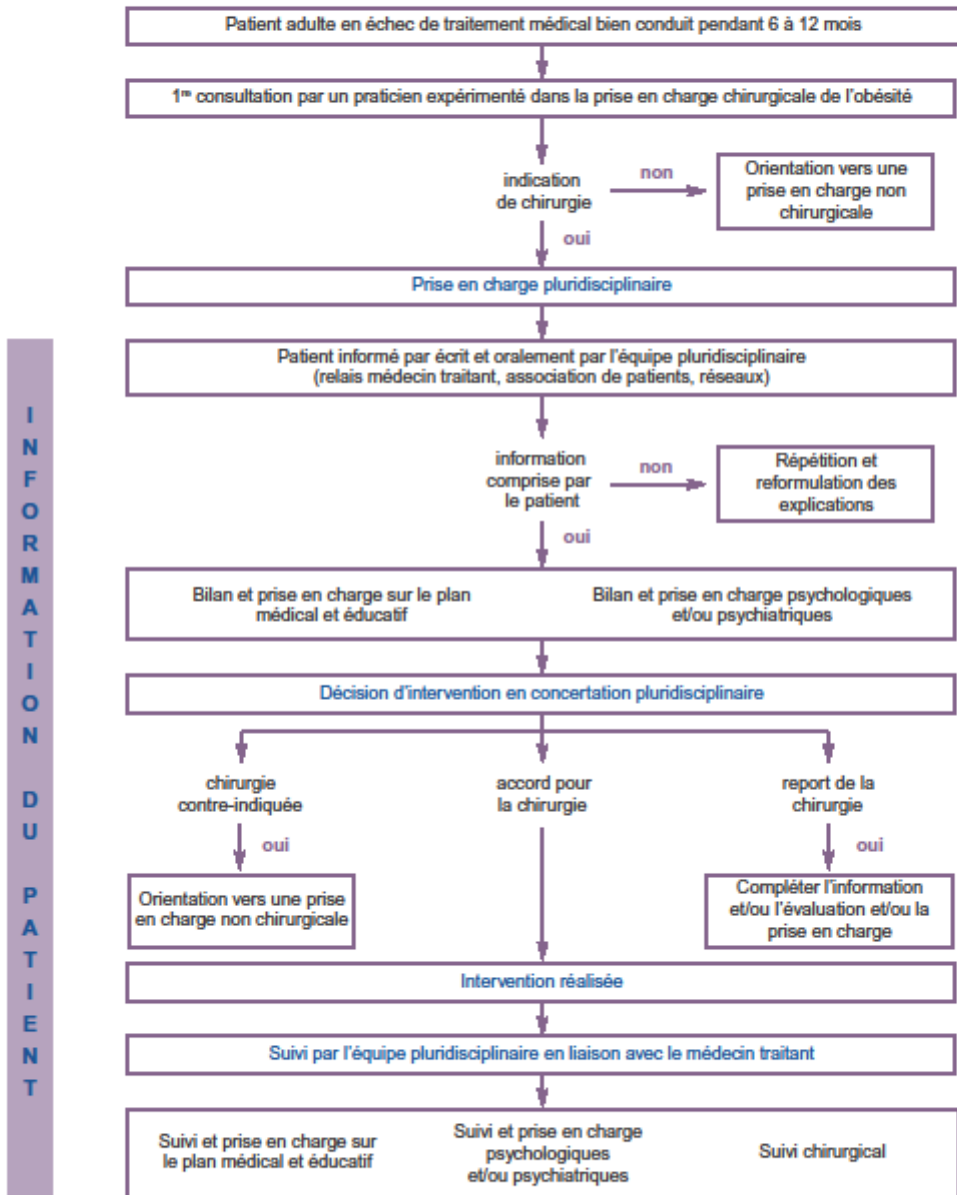 Patient adulte en échec de traitement médical bien conduit pendant 6 à 12 mois
1re consultation par un praticien expérimenté dans la prise en charge chirurgicale de l'obésité
indication
de chirurgie
non
Orientation vers une
prise en charge non
chirurgicale
oui
Prise en charge pluridisciplinaire
INFORMATION DU PATIENT
Patient informé par écrit et oralement par l'équipe pluridisciplinaire
(relais médecin traitant, association de patients, réseaux)
information
comprise par
le patient
non
Répétition et
reformulation des
explications
oui
Bilan et prise en charge sur le plan
médical et éducatif
Bilan et prise en charge psychologiques
et/ou psychiatriques
Décision d'intervention en concertation pluridisciplinaire
chirurgie
contre-indiquée
oui
Orientation vers une prise
en charge non chirurgicale
accord pour
la chirurgie
report de la
chirurgie
oui
Compléter l'information
et/ou l'évaluation et/ou la
prise en charge
Intervention réalisée
Suivi par l'équipe pluridisciplinaire en liaison avec le médecin traitant
Suivi et prise en charge sur
le plan médical et éducatif
Suivi et prise en charge
psychologiques
et/ou psychiatriques
Suivi chirurgical